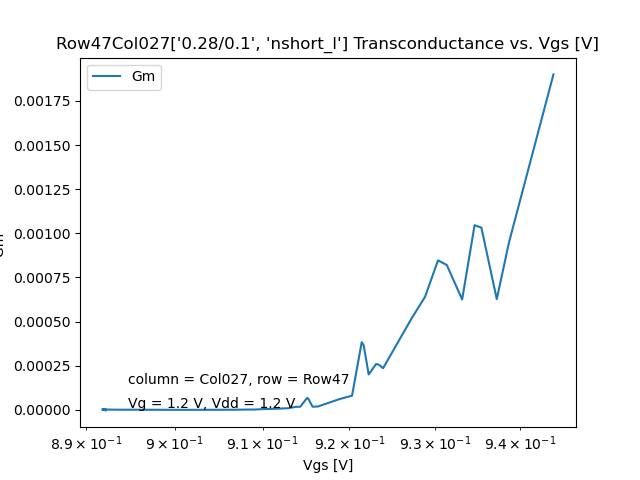 Row47Col027['0.28/0.1', 'nshort_l'] Transconductance vs. Vgs [V]
Gm
0.00175
0.00150
0.00125
0.00100
0.00075
0.00050
0.00025
0.00000
Gm
column = Col027, row = Row47
Vg = 1.2 V, Vdd = 1.2 V
8.9 × 10⁻¹ 9 × 10⁻¹ 9.1 × 10⁻¹ 9.2 × 10⁻¹ 9.3 × 10⁻¹ 9.4 × 10⁻¹
Vgs [V]